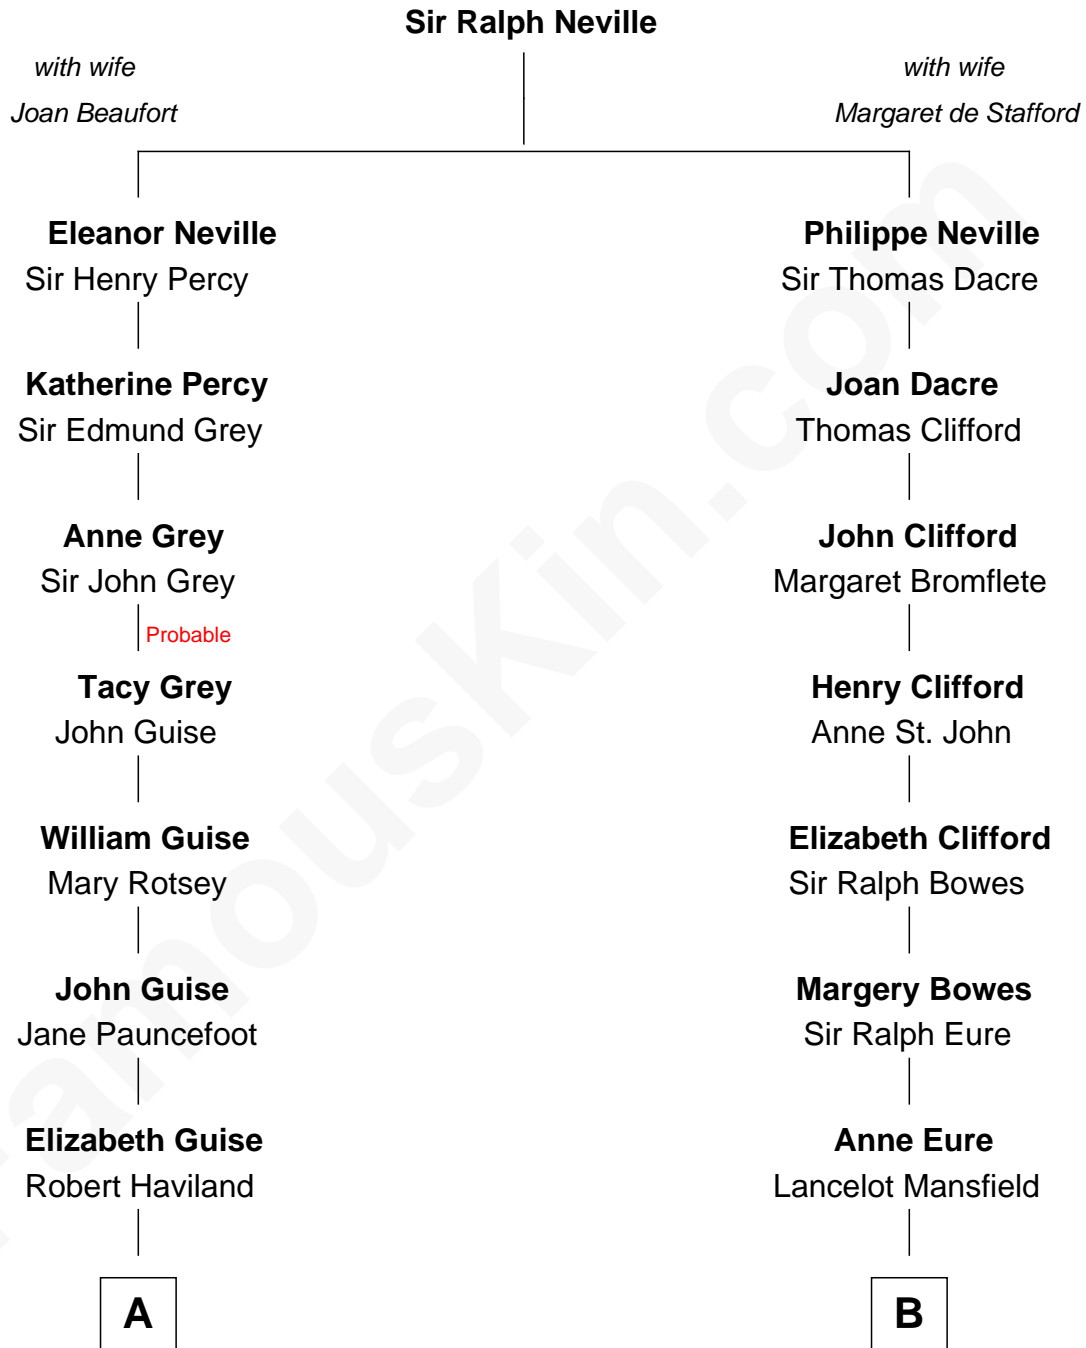 Sir Ralph Neville
with wife
Joan Beaufort
with wife
Margaret de Stafford
Eleanor Neville
Sir Henry Percy
Philippe Neville
Sir Thomas Dacre
Katherine Percy
Sir Edmund Grey
Joan Dacre
Thomas Clifford
Anne Grey
Sir John Grey
John Clifford
Margaret Bromflete
Probable
Tacy Grey
John Guise
Henry Clifford
Anne St. John
William Guise
Mary Rotsey
Elizabeth Clifford
Sir Ralph Bowes
John Guise
Jane Pauncefoot
Margery Bowes
Sir Ralph Eure
Elizabeth Guise
Robert Haviland
Anne Eure
Lancelot Mansfield
A
B
FamousKin.com